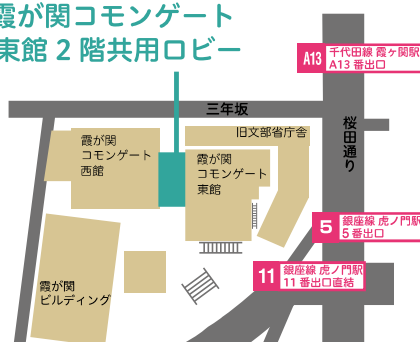 霞が関コモンゲート
東館2階共用ロビー
A13 千代田線 霞ヶ関駅
A13番出口
三年坂
桜田通り
旧文部省庁舎
霞が関
コモンゲート
西館
霞が関
コモンゲート
東館
5 銀座線 虎ノ門駅
5番出口
11 銀座線 虎ノ門駅
11番出口直結
霞が関
ビルディング